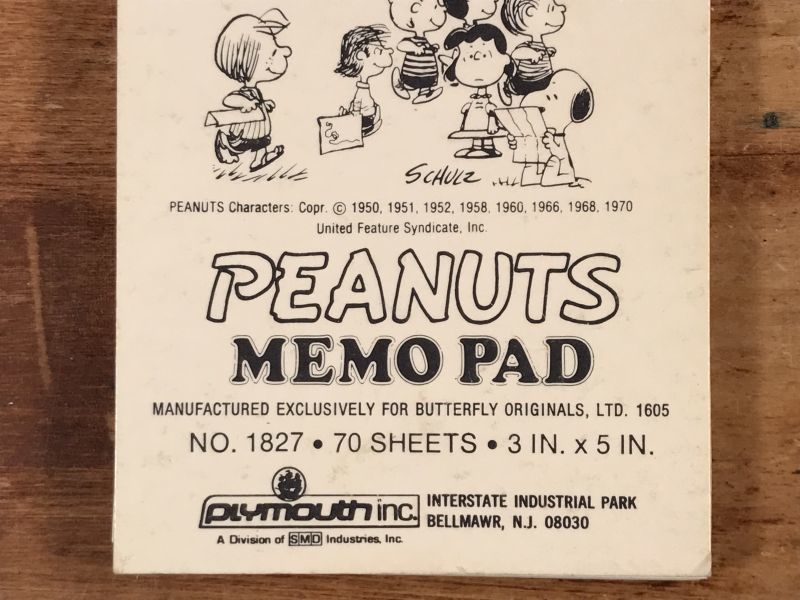 SCHULZ
PEANUTS Characters: Copr. © 1950, 1951, 1952, 1958, 1960, 1966, 1968, 1970
United Feature Syndicate, Inc.
PEANUTS
MEMO PAD
MANUFACTURED EXCLUSIVELY FOR BUTTERFLY ORIGINALS, LTD. 1605
NO. 1827 • 70 SHEETS • 3 IN. x 5 IN.
PLYMOUTH inc.
A Division of SMD Industries, Inc.
INTERSTATE INDUSTRIAL PARK
BELLMAWR, N.J. 08030